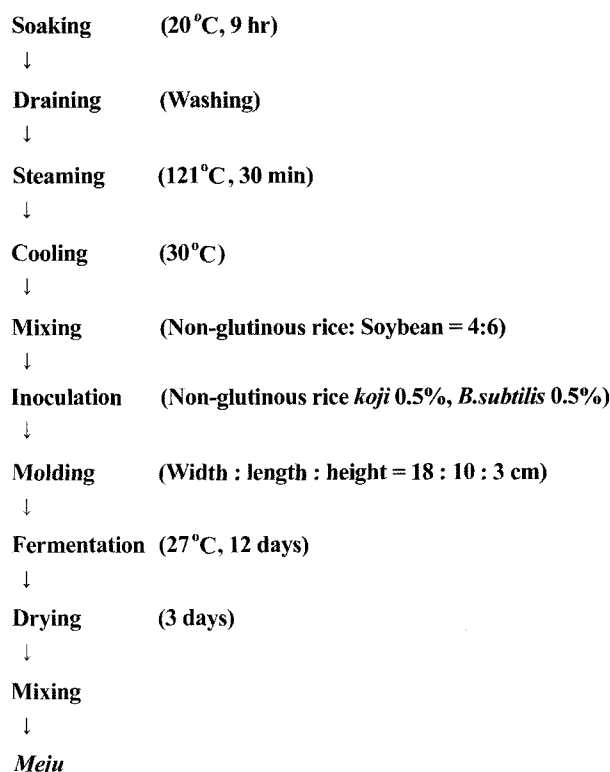 Soaking (20°C, 9 hr)
↓
Draining (Washing)
↓
Steaming (121°C, 30 min)
↓
Cooling (30°C)
↓
Mixing (Non-glutinous rice: Soybean = 4:6)
↓
Inoculation (Non-glutinous rice koji 0.5%, B.subtilis 0.5%)
↓
Molding (Width : length : height = 18 : 10 : 3 cm)
↓
Fermentation (27°C, 12 days)
↓
Drying (3 days)
↓
Mixing
↓
Meju